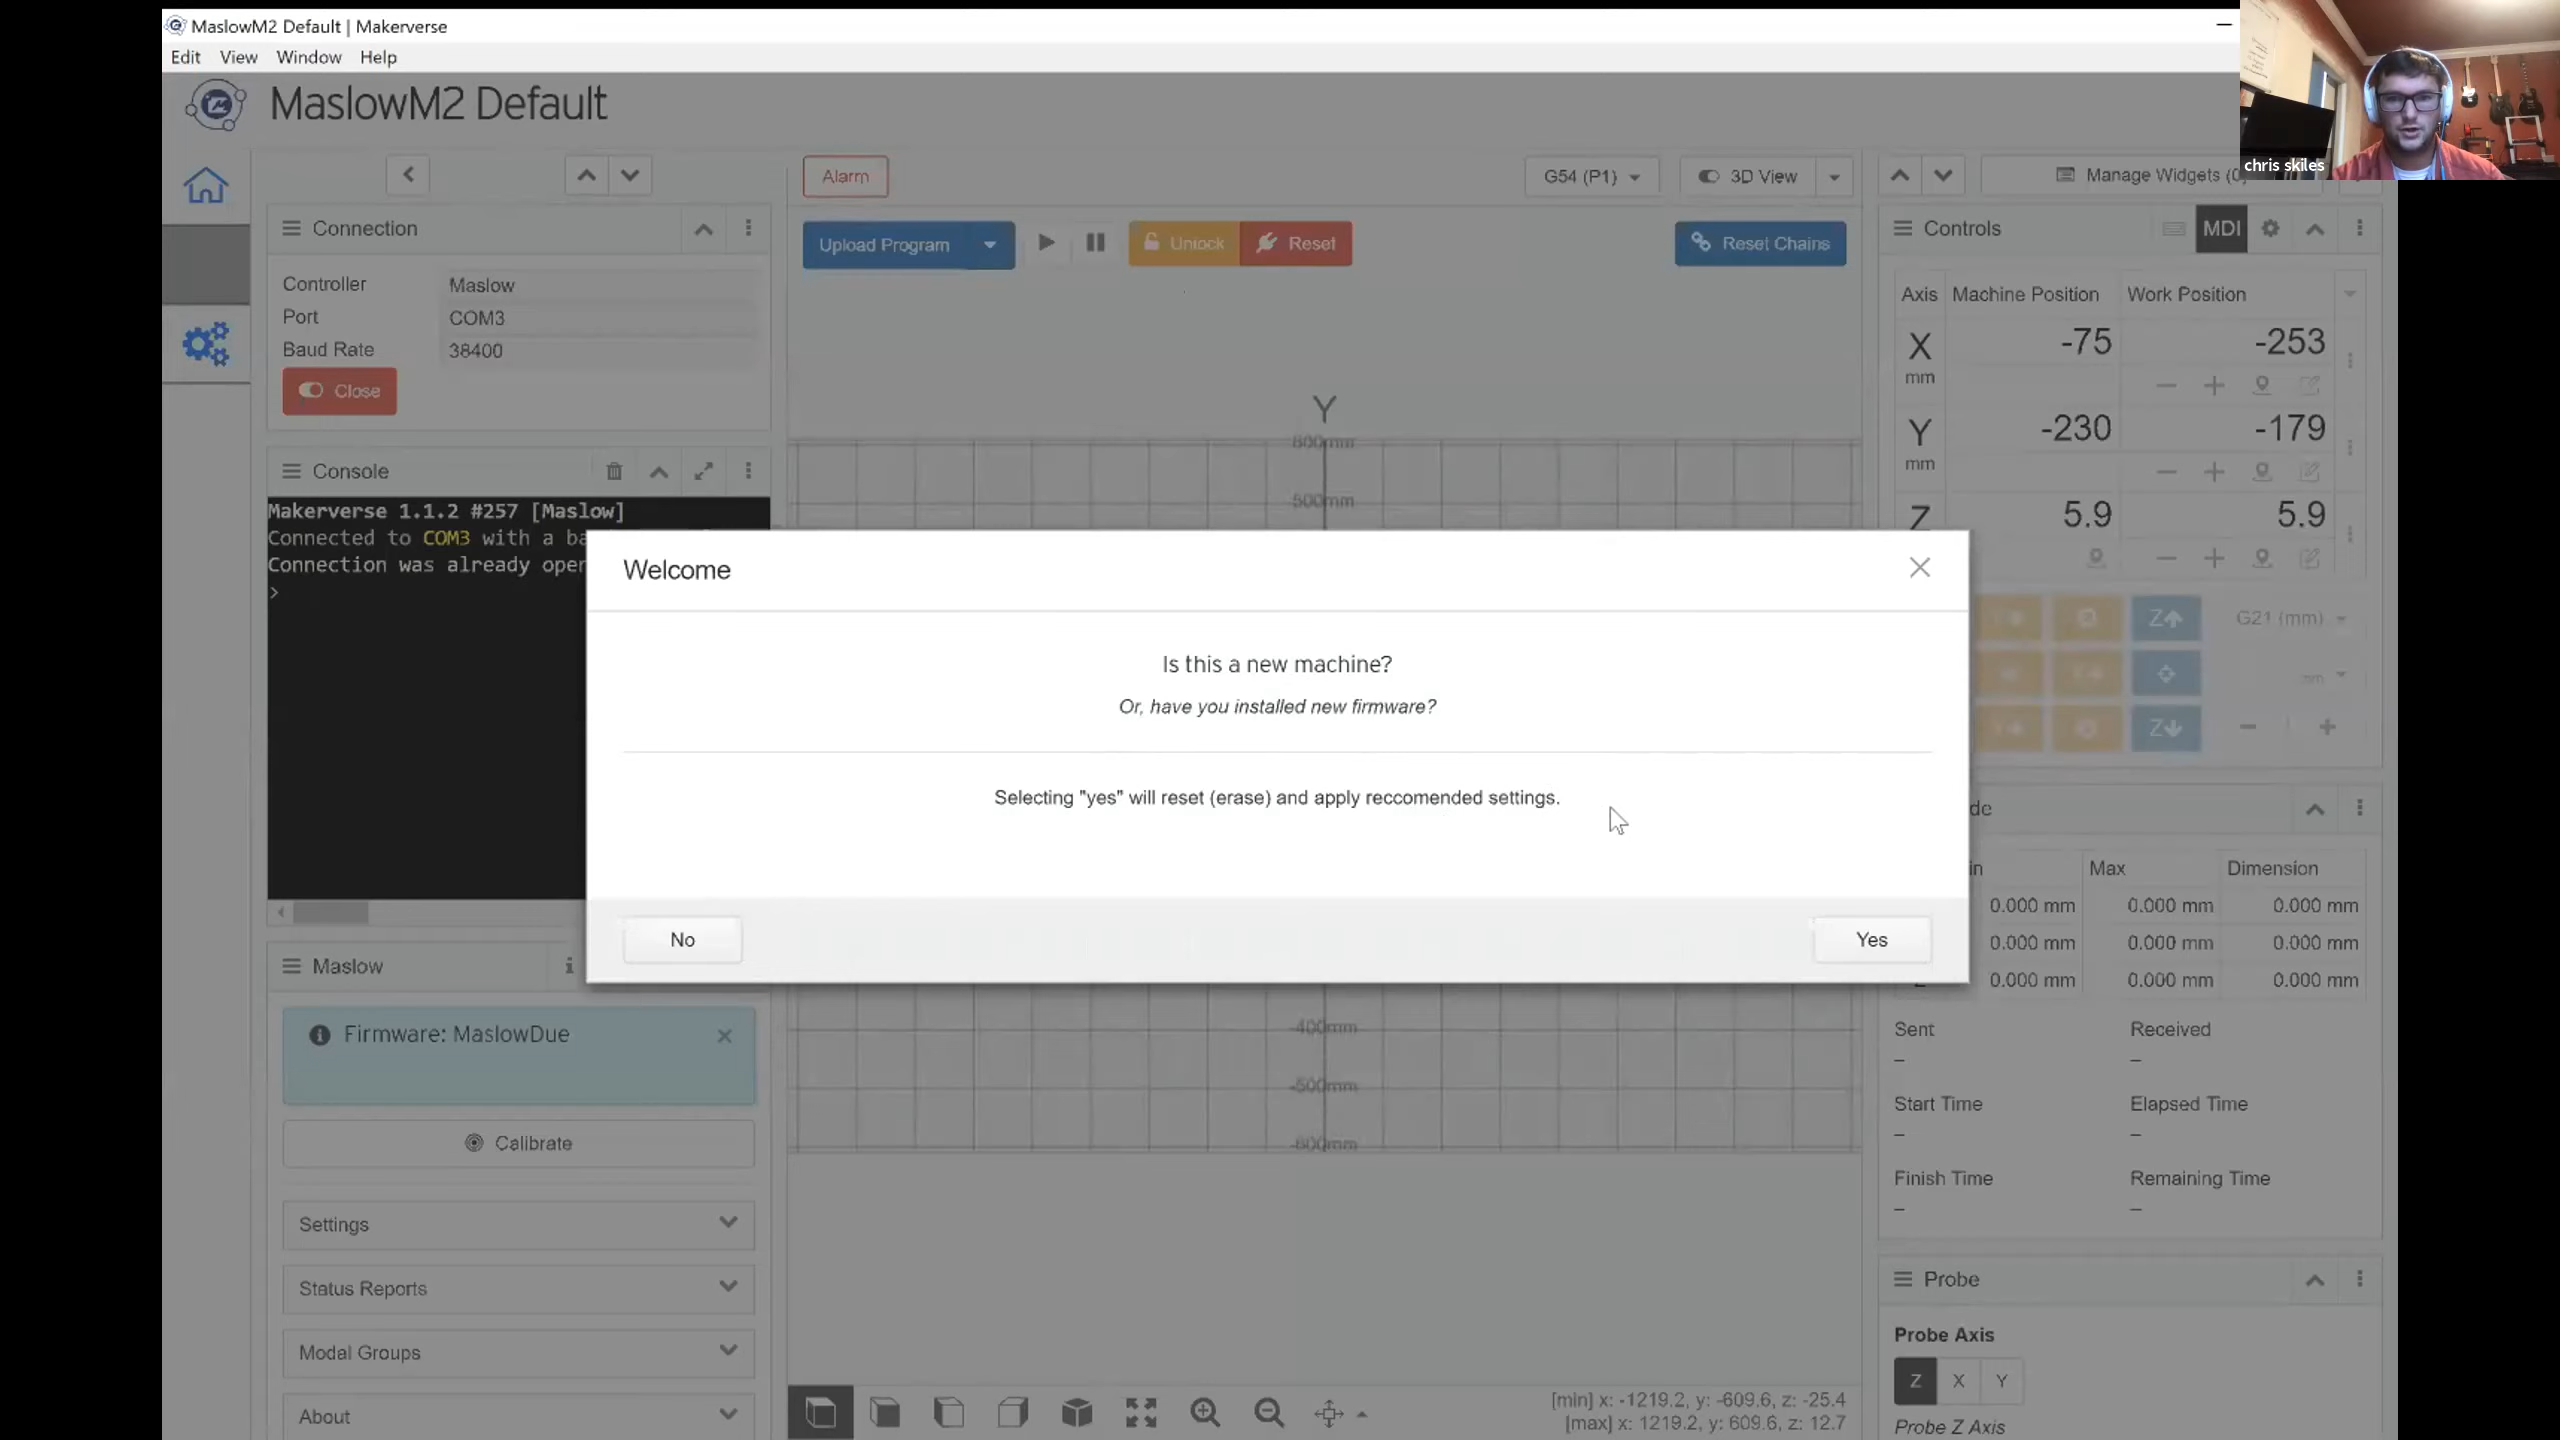 MaslowM2 Default | Makerverse
Edit View Window Help
MaslowM2 Default
chris skiles
Alarm
G54 (P1)
3D View
Manage Widgets
Connection
Controller Maslow
Port COM3
Baud Rate 38400
Close
Upload Program
Unlock
Reset
Reset Chains
Controls
MDI
Axis Machine Position Work Position
X -75 -253
mm
Y -230 -179
mm
Z 5.9 5.9
Console
Makerverse 1.1.2 #257 [Maslow]
Connected to COM3 with a
Connection was already
>
Y
800mm
500mm
Z
G21 (mm)
mm
Z
Welcome
Is this a new machine?
Or, have you installed new firmware?
Selecting "yes" will reset (erase) and apply reccomended settings.
No
Yes
Max Dimension
0.000 mm 0.000 mm 0.000 mm
0.000 mm 0.000 mm 0.000 mm
0.000 mm 0.000 mm 0.000 mm
Sent Received
– –
Start Time Elapsed Time
– –
Finish Time Remaining Time
– –
Maslow
Firmware: MaslowDue
Calibrate
Settings
Status Reports
Modal Groups
About
-400mm
-500mm
-600mm
[min] x: -1219.2, y: -609.6, z: -25.4
[max] x: 1219.2, y: 609.6, z: 12.7
Probe
Probe Axis
Z X Y
Probe Z Axis